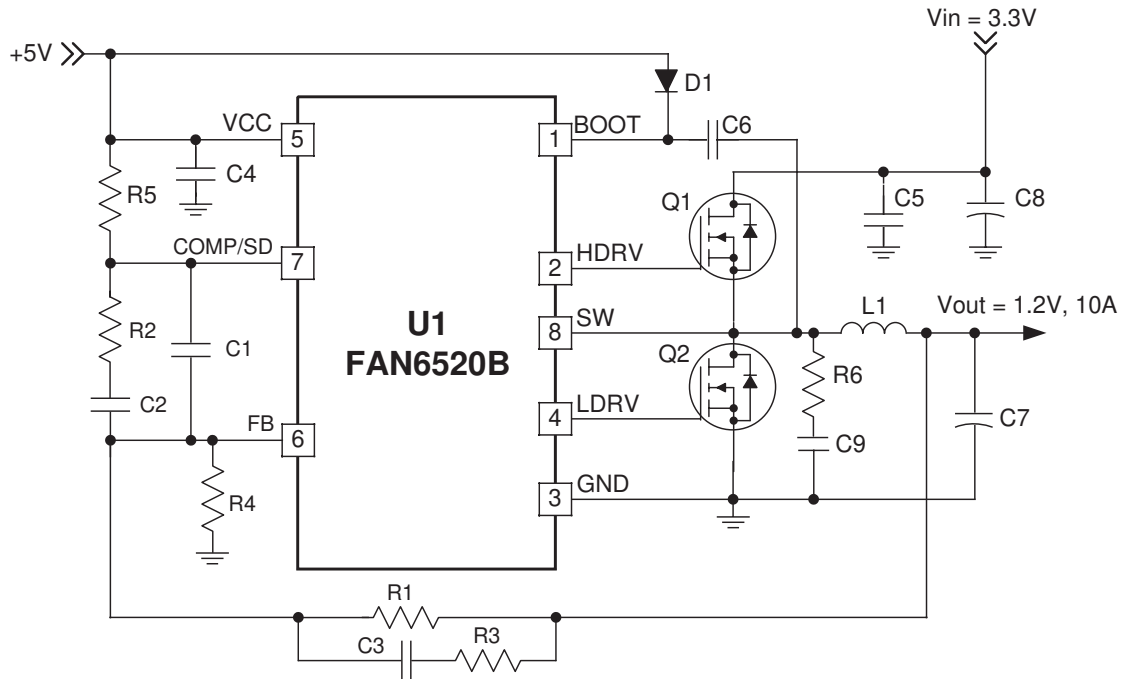 Vin = 3.3V
+5V
D1
VCC
BOOT
C6
5
1
C4
R5
Q1
C5
C8
COMP/SD
7
HDRV
2
R2
C1
U1
FAN6520B
SW
8
L1
Vout = 1.2V, 10A
Q2
R6
C2
LDRV
4
C7
FB
6
C9
R4
GND
3
R1
C3
R3